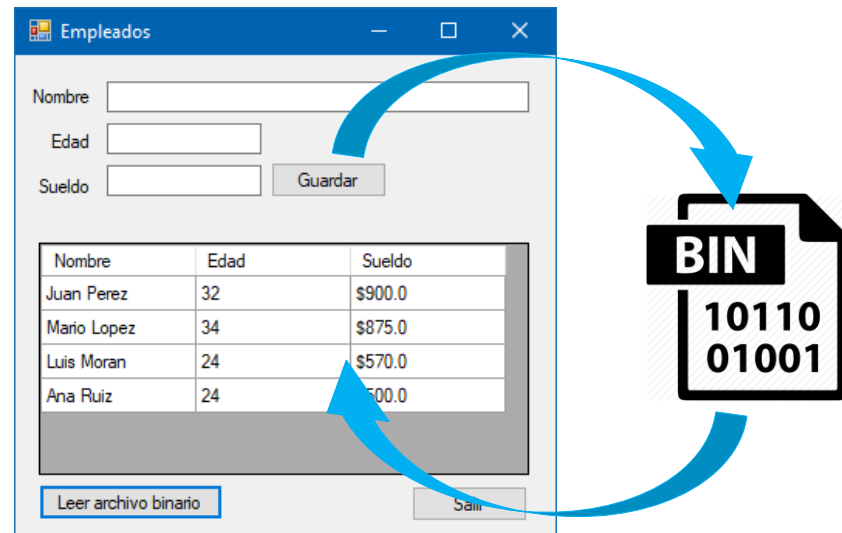 Empleados
Nombre
Edad
Sueldo
Guardar
Nombre Edad Sueldo
Juan Perez 32 $900.0
Mario Lopez 34 $875.0
Luis Moran 24 $570.0
Ana Ruiz 24 500.0
Leer archivo binario
Salir
BIN
10110
01001